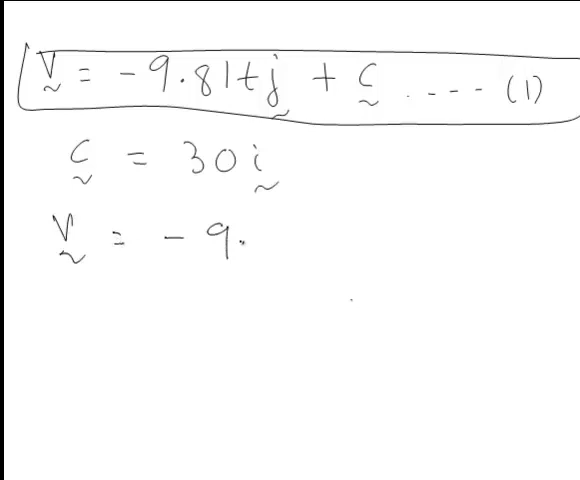 v = -9.81tj + c ..---- (1)
c = 30i
v = -9.